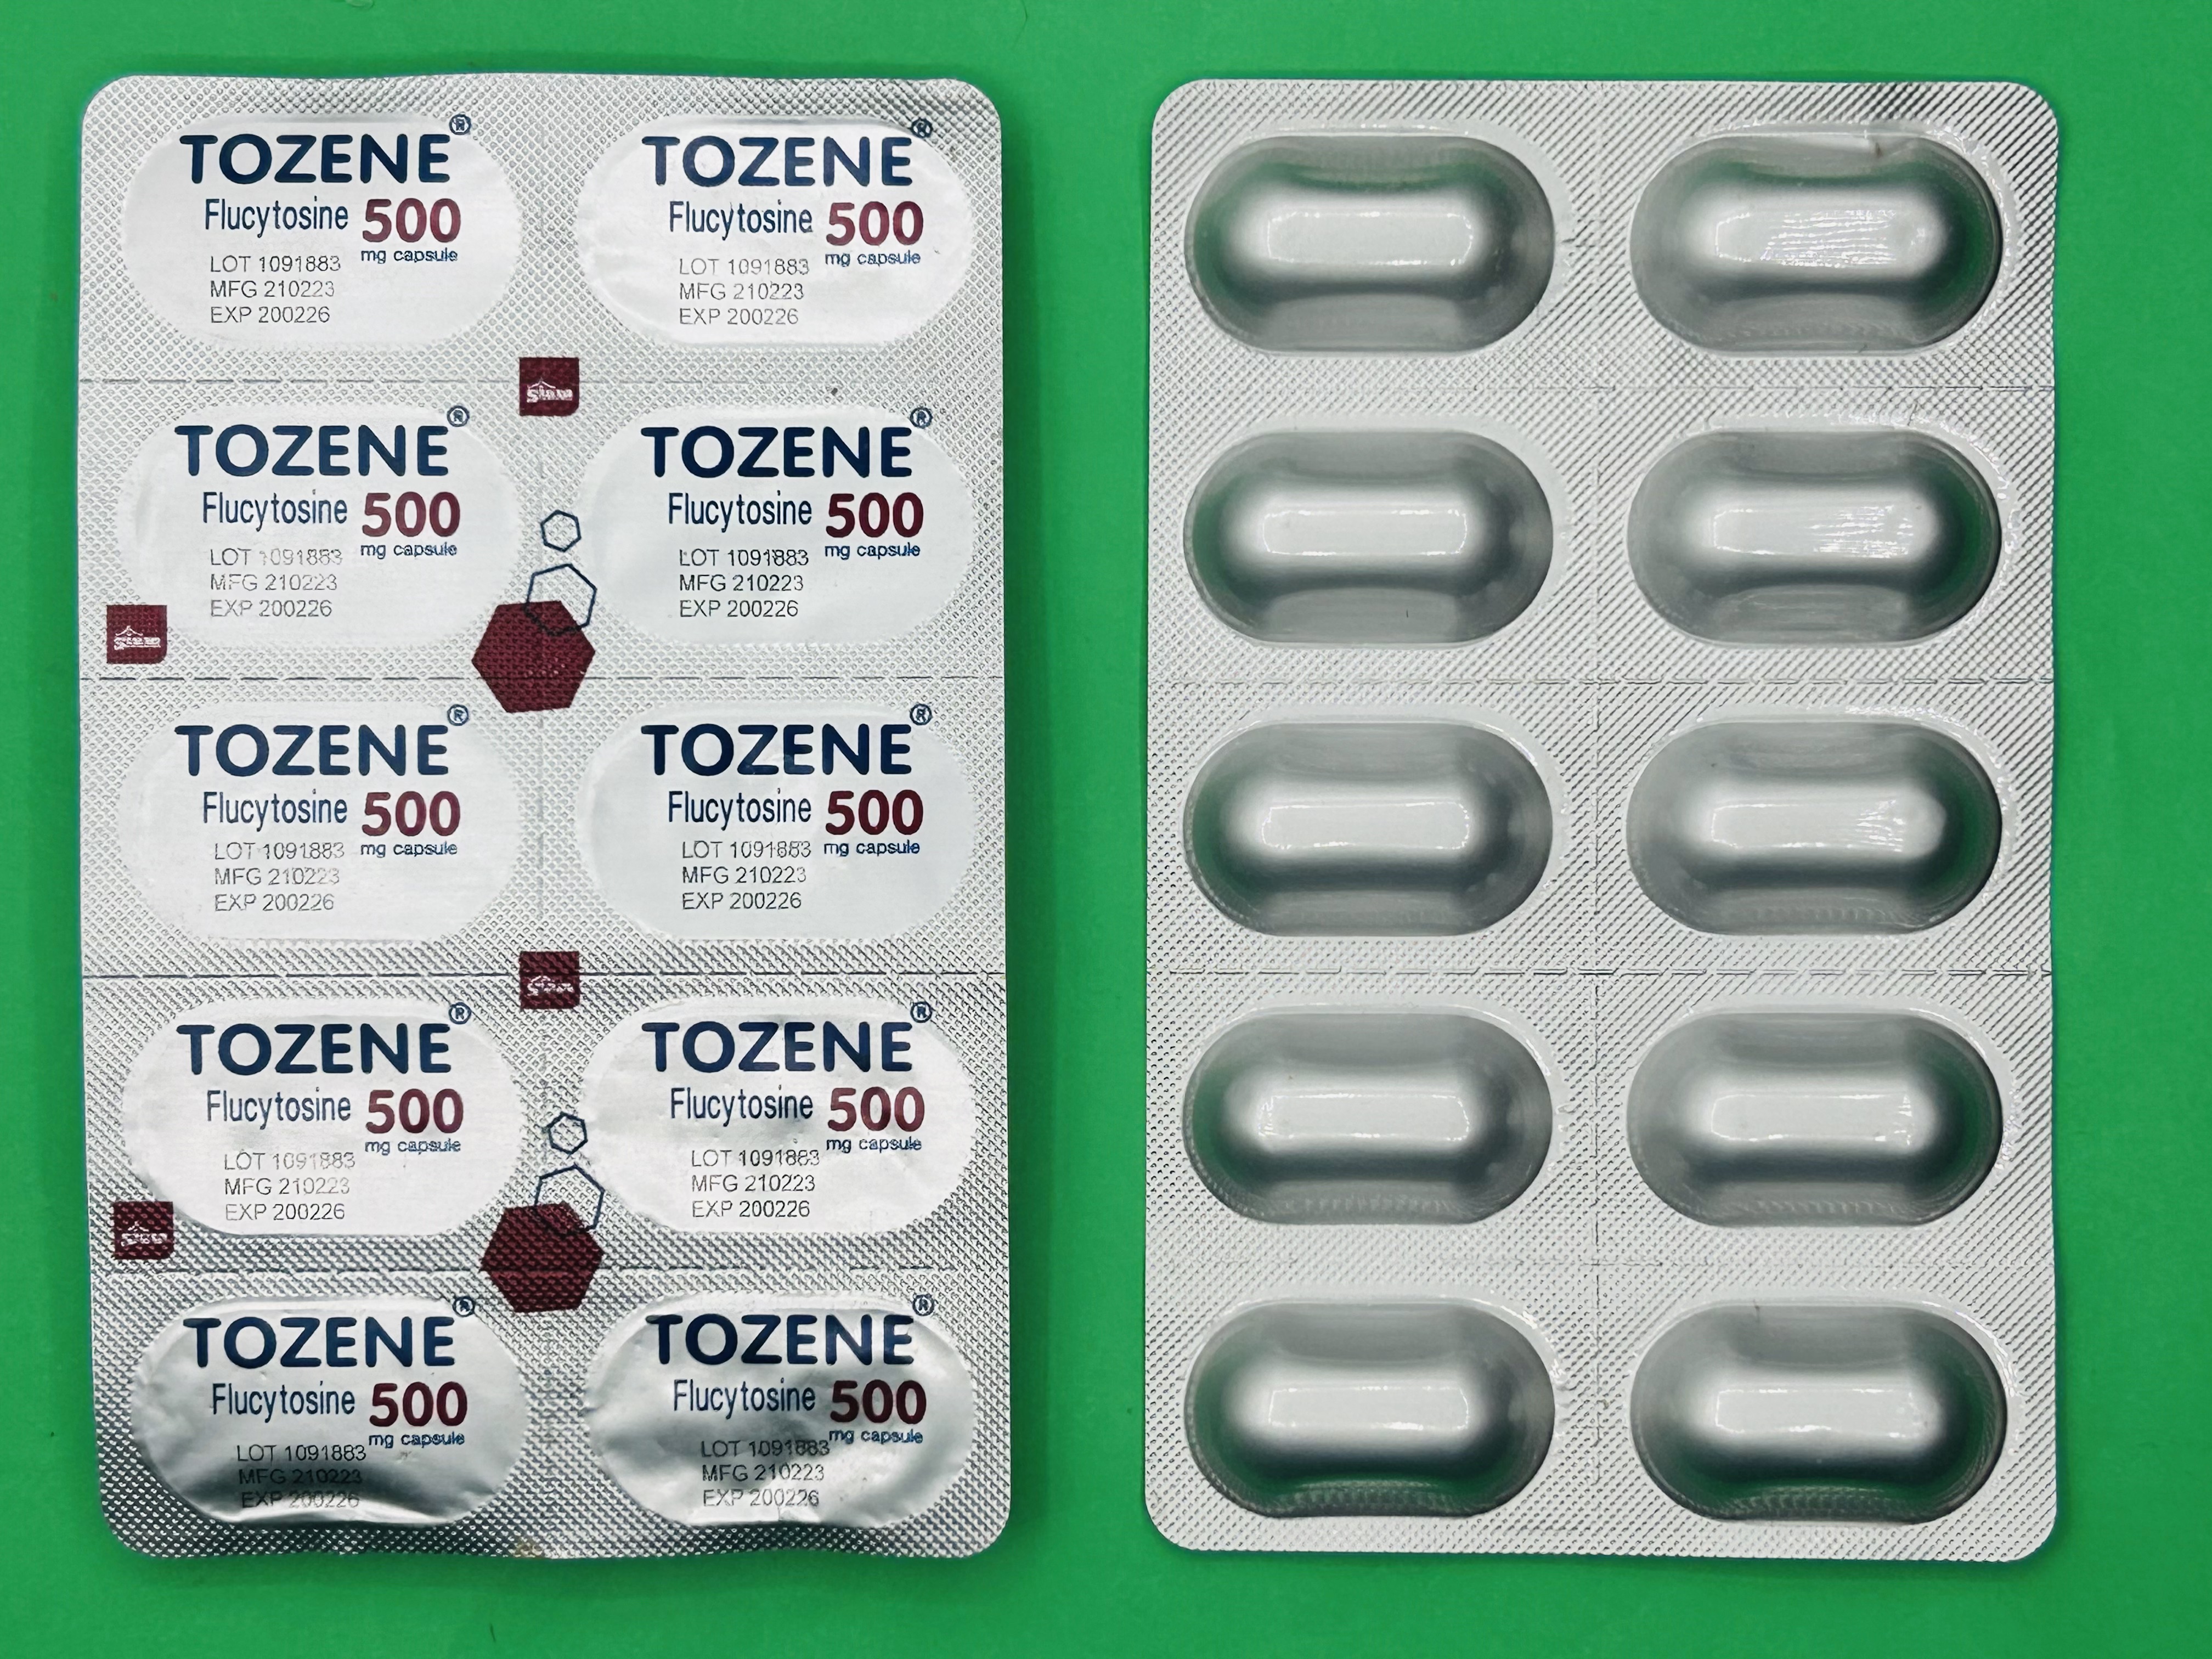 TOZENE®
Flucytosine 500
mg capsule
LOT 1091883
MFG 210223
EXP 200226
TOZENE®
Flucytosine 500
mg capsule
LOT 1091883
MFG 210223
EXP 200226
TOZENE®
Flucytosine 500
mg capsule
LOT 1091883
MFG 210223
EXP 200226
TOZENE®
Flucytosine 500
mg capsule
LOT 1091883
MFG 210223
EXP 200226
TOZENE®
Flucytosine 500
mg capsule
LOT 1091883
MFG 210223
EXP 200226
TOZENE®
Flucytosine 500
mg capsule
LOT 1091883
MFG 210223
EXP 200226
TOZENE®
Flucytosine 500
mg capsule
LOT 1091883
MFG 210223
EXP 200226
TOZENE®
Flucytosine 500
mg capsule
LOT 1091883
MFG 210223
EXP 200226
TOZENE®
Flucytosine 500
mg capsule
LOT 1091883
MFG 210223
EXP 200226
TOZENE®
Flucytosine 500
mg capsule
LOT 1091883
MFG 210223
EXP 200226